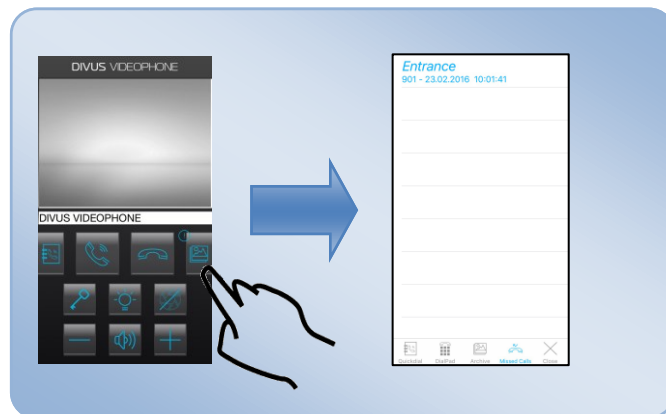 DIVUS VIDEOPHONE
DIVUS VIDEOPHONE
Entrance
901 - 23.02.2016 10:01:41
Quickdial DialPad Archive Missed Calls Close